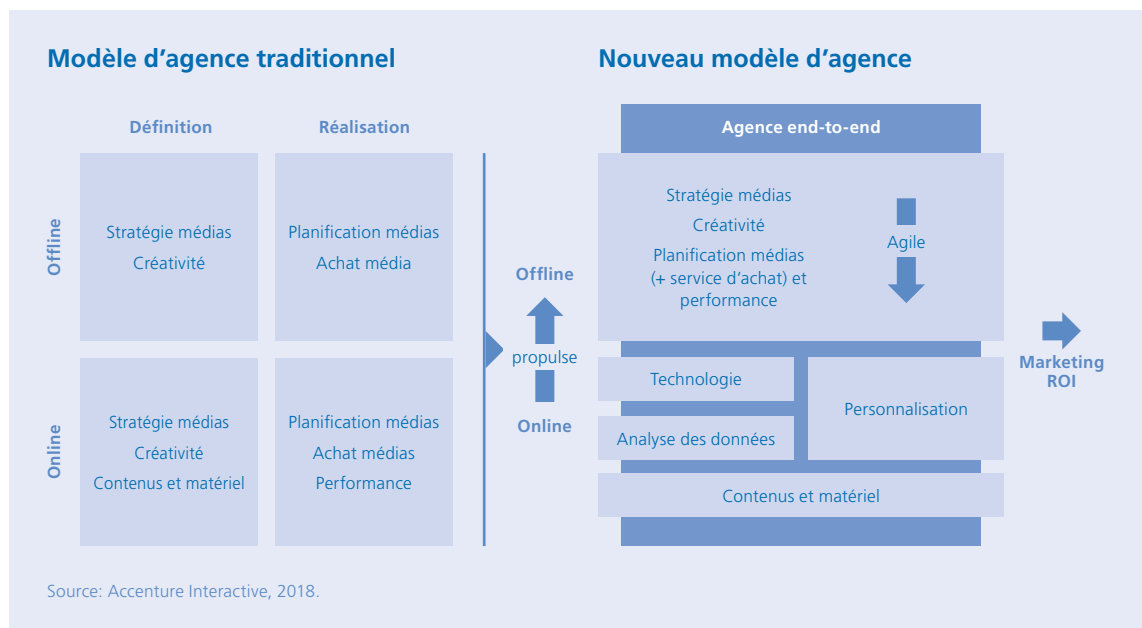 Modèle d'agence traditionnel
Définition
Réalisation
Offline
Stratégie médias
Créativité
Planification médias
Achat média
Online
Stratégie médias
Créativité
Contenus et matériel
Planification médias
Achat médias
Performance
Offline
propulse
Online
Nouveau modèle d'agence
Agence end-to-end
Stratégie médias
Créativité
Planification médias
(+ service d'achat) et
performance
Agile
Technologie
Analyse des données
Personnalisation
Contenus et matériel
Marketing
ROI
Source: Accenture Interactive, 2018.